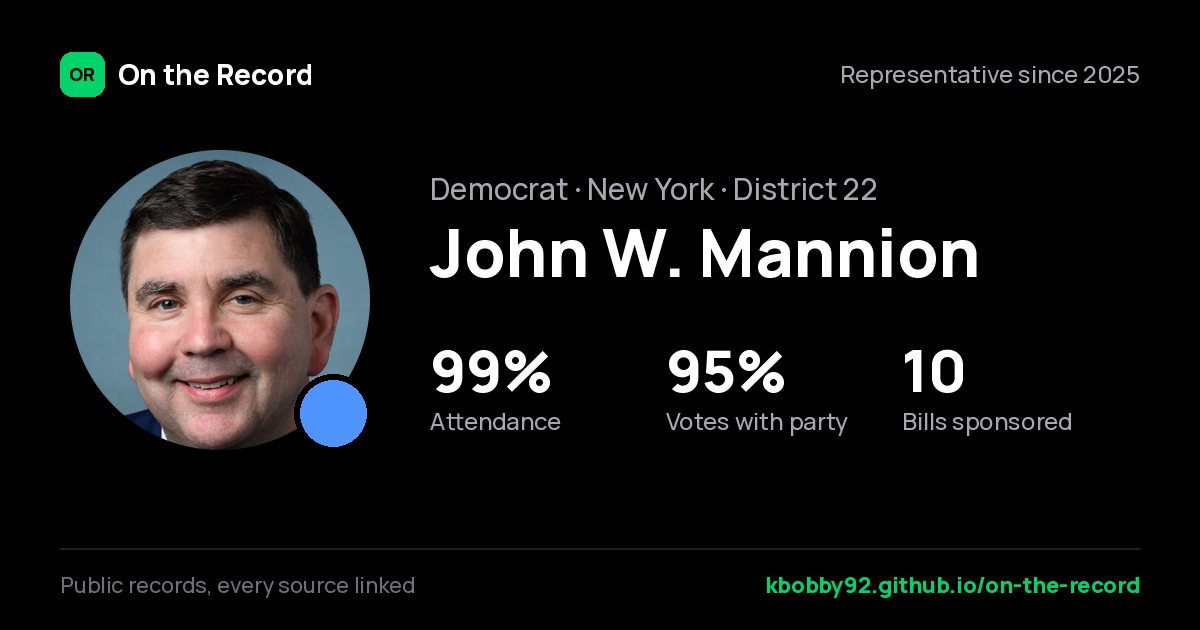 OR On the Record
Representative since 2025
Democrat · New York · District 22
John W. Mannion
99% 95% 10
Attendance Votes with party Bills sponsored
Public records, every source linked
kbobby92.github.io/on-the-record